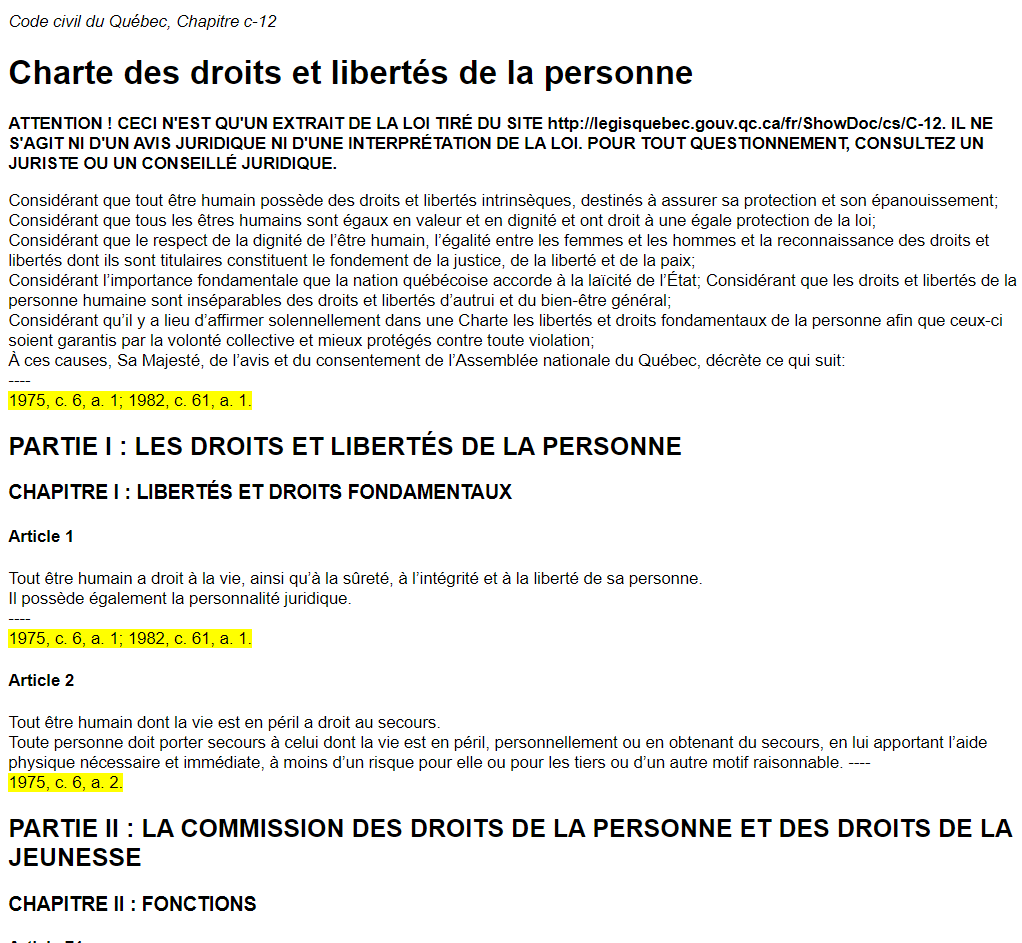 Code civil du Québec, Chapitre c-12
Charte des droits et libertés de la personne
ATTENTION ! CECI N'EST QU'UN EXTRAIT DE LA LOI TIRÉ DU SITE http://legisquebec.gouv.qc.ca/fr/ShowDoc/cs/C-12. IL NE
S'AGIT NI D'UN AVIS JURIDIQUE NI D'UNE INTERPRÉTATION DE LA LOI. POUR TOUT QUESTIONNEMENT, CONSULTEZ UN
JURISTE OU UN CONSEILLÉ JURIDIQUE.
Considérant que tout être humain possède des droits et libertés intrinsèques, destinés à assurer sa protection et son épanouissement;
Considérant que tous les êtres humains sont égaux en valeur et en dignité et ont droit à une égale protection de la loi;
Considérant que le respect de la dignité de l’être humain, l’égalité entre les femmes et les hommes et la reconnaissance des droits et
libertés dont ils sont titulaires constituent le fondement de la justice, de la liberté et de la paix;
Considérant l’importance fondamentale que la nation québécoise accorde à la laïcité de l’État; Considérant que les droits et libertés de la
personne humaine sont inséparables des droits et libertés d’autrui et du bien-être général;
Considérant qu’il y a lieu d’affirmer solennellement dans une Charte les libertés et droits fondamentaux de la personne afin que ceux-ci
soient garantis par la volonté collective et mieux protégés contre toute violation;
À ces causes, Sa Majesté, de l’avis et du consentement de l’Assemblée nationale du Québec, décrète ce qui suit:
----
1975, c. 6, a. 1; 1982, c. 61, a. 1.
PARTIE I : LES DROITS ET LIBERTÉS DE LA PERSONNE
CHAPITRE I : LIBERTÉS ET DROITS FONDAMENTAUX
Article 1
Tout être humain a droit à la vie, ainsi qu’à la sûreté, à l’intégrité et à la liberté de sa personne.
Il possède également la personnalité juridique.
----
1975, c. 6, a. 1; 1982, c. 61, a. 1.
Article 2
Tout être humain dont la vie est en péril a droit au secours.
Toute personne doit porter secours à celui dont la vie est en péril, personnellement ou en obtenant du secours, en lui apportant l’aide
physique nécessaire et immédiate, à moins d’un risque pour elle ou pour les tiers ou d’un autre motif raisonnable. ----
1975, c. 6, a. 2.
PARTIE II : LA COMMISSION DES DROITS DE LA PERSONNE ET DES DROITS DE LA
JEUNESSE
CHAPITRE II : FONCTIONS